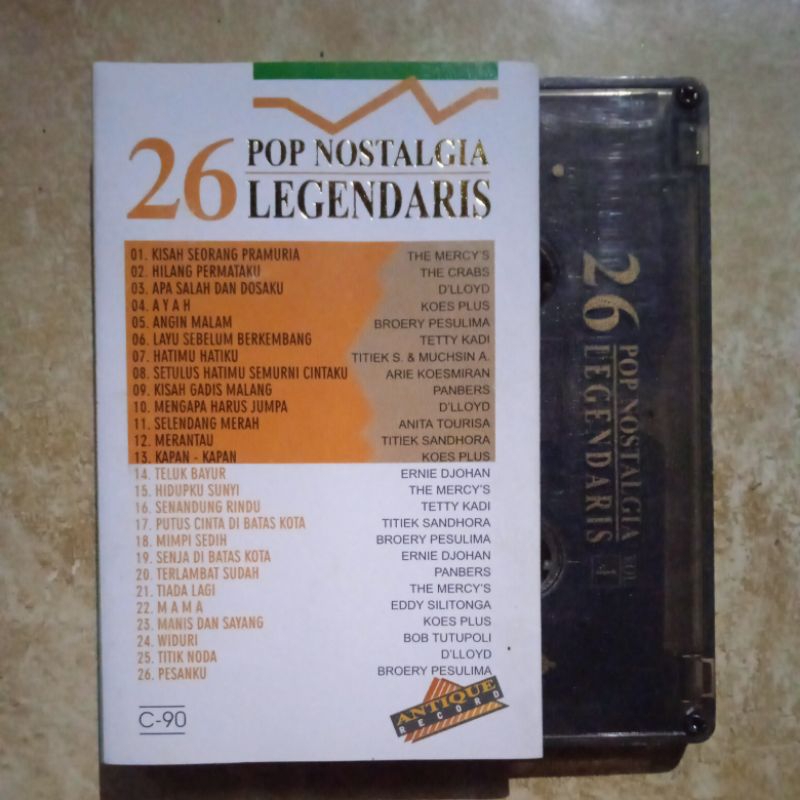 26 POP NOSTALGIA
LEGENDARIS
01. KISAH SEORANG PRAMURIA THE MERCY'S
02. HILANG PERMATAKU THE CRABS
03. APA SALAH DAN DOSAKU D'LLOYD
04. A Y A H KOES PLUS
05. ANGIN MALAM BROERY PESULIMA
06. LAYU SEBELUM BERKEMBANG TETTY KADI
07. HATIMU HATIKU TITIEK S. & MUCHSIN A.
08. SETULUS HATIMU SEMURNI CINTAKU ARIE KOESMIRAN
09. KISAH GADIS MALANG PANBERS
10. MENGAPA HARUS JUMPA D'LLOYD
11. SELENDANG MERAH ANITA TOURISA
12. MERANTAU TITIEK SANDHORA
13. KAPAN - KAPAN KOES PLUS
14. TELUK BAYUR ERNIE DJOHAN
15. HIDUPKU SUNYI THE MERCY'S
16. SENANDUNG RINDU TETTY KADI
17. PUTUS CINTA DI BATAS KOTA TITIEK SANDHORA
18. MIMPI SEDIH BROERY PESULIMA
19. SENJA DI BATAS KOTA ERNIE DJOHAN
20. TERLAMBAT SUDAH PANBERS
21. TIADA LAGI THE MERCY'S
22. M A M A EDDY SILITONGA
23. MANIS DAN SAYANG KOES PLUS
24. WIDURI BOB TUTUPOLI
25. TITIK NODA D'LLOYD
26. PESANKU BROERY PESULIMA
ANTIQUE
RECORD
C-90
26 POP NOSTALGIA
LEGENDARIS
VOL. 4